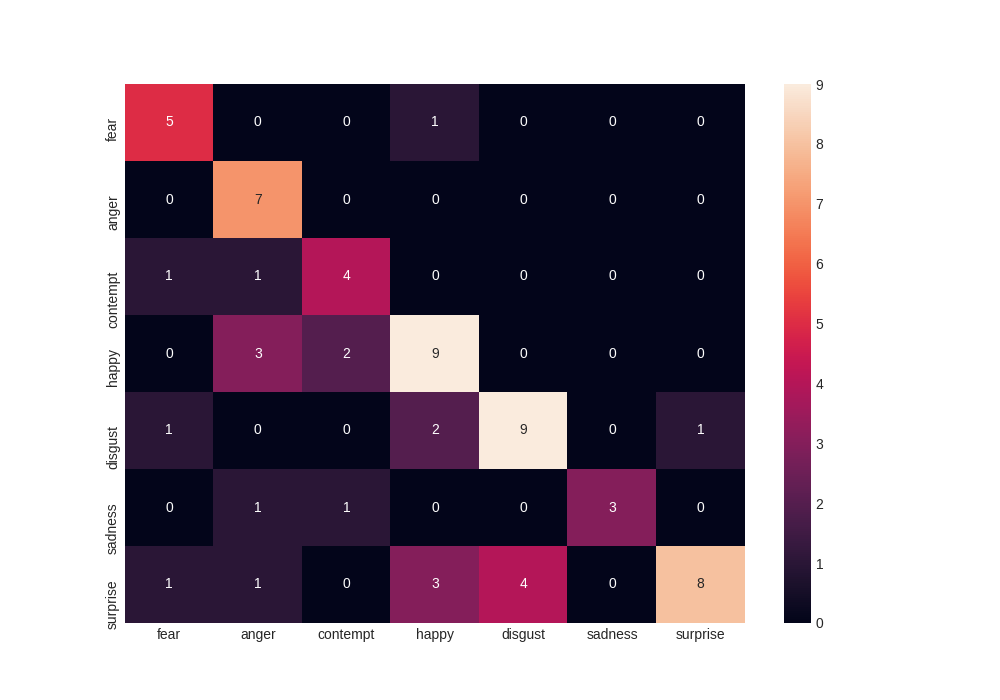 fear 5 0 0 1 0 0 0
anger 0 7 0 0 0 0 0
contempt 1 1 4 0 0 0 0
happy 0 3 2 9 0 0 0
disgust 1 0 0 2 9 0 1
sadness 0 1 1 0 0 3 0
surprise 1 1 0 3 4 0 8
fear anger contempt happy disgust sadness surprise
9
8
7
6
5
4
3
2
1
0